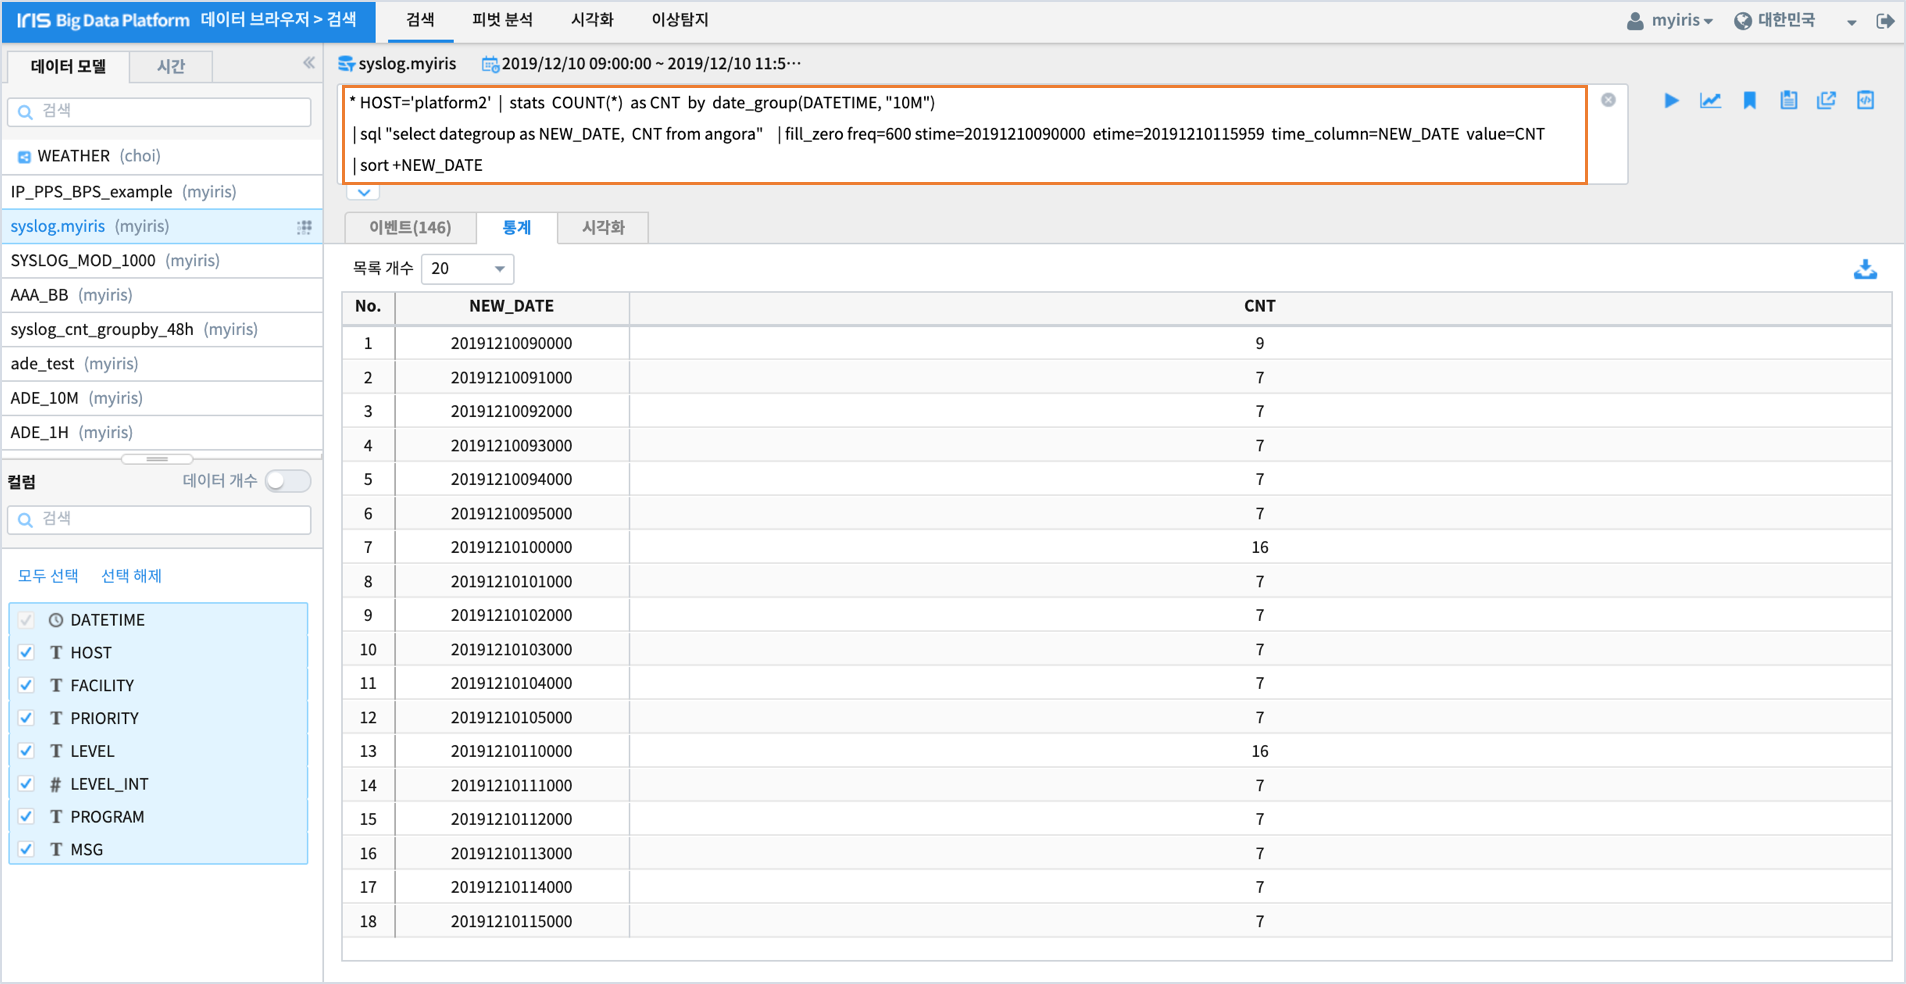 IRIS Big Data Platform 데이터 브라우저 > 검색 검색 피벗 분석 시각화 이상탐지 myiris 대한민국
데이터 모델 시간
검색
WEATHER (choi)
IP_PPS_BPS_example (myiris)
syslog.myiris (myiris)
SYSLOG_MOD_1000 (myiris)
AAA_BB (myiris)
syslog_cnt_groupby_48h (myiris)
ade_test (myiris)
ADE_10M (myiris)
ADE_1H (myiris)
컬럼 데이터 개수
검색
모두 선택 선택 해제
DATETIME
T HOST
T FACILITY
T PRIORITY
T LEVEL
# LEVEL_INT
T PROGRAM
T MSG
syslog.myiris 2019/12/10 09:00:00 ~ 2019/12/10 11:5···
* HOST='platform2' | stats COUNT(*) as CNT by date_group(DATETIME, "10M")
| sql "select dategroup as NEW_DATE, CNT from angora" | fill_zero freq=600 stime=20191210090000 etime=20191210115959 time_column=NEW_DATE value=CNT
| sort +NEW_DATE
이벤트(146) 통계 시각화
목록 개수 20
No. NEW_DATE CNT
1 20191210090000 9
2 20191210091000 7
3 20191210092000 7
4 20191210093000 7
5 20191210094000 7
6 20191210095000 7
7 20191210100000 16
8 20191210101000 7
9 20191210102000 7
10 20191210103000 7
11 20191210104000 7
12 20191210105000 7
13 20191210110000 16
14 20191210111000 7
15 20191210112000 7
16 20191210113000 7
17 20191210114000 7
18 20191210115000 7